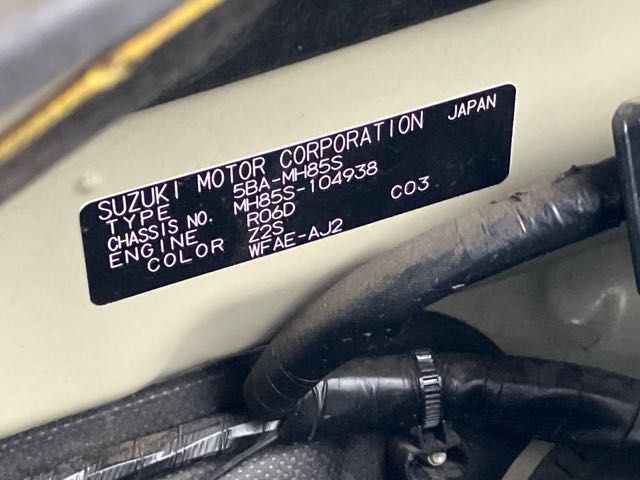 SUZUKI MOTOR CORPORATION JAPAN
TYPE 5BA-MH85S
CHASSIS NO. MH85S-104938
ENGINE R06D C03
COLOR Z2S
WFAE-AJ2